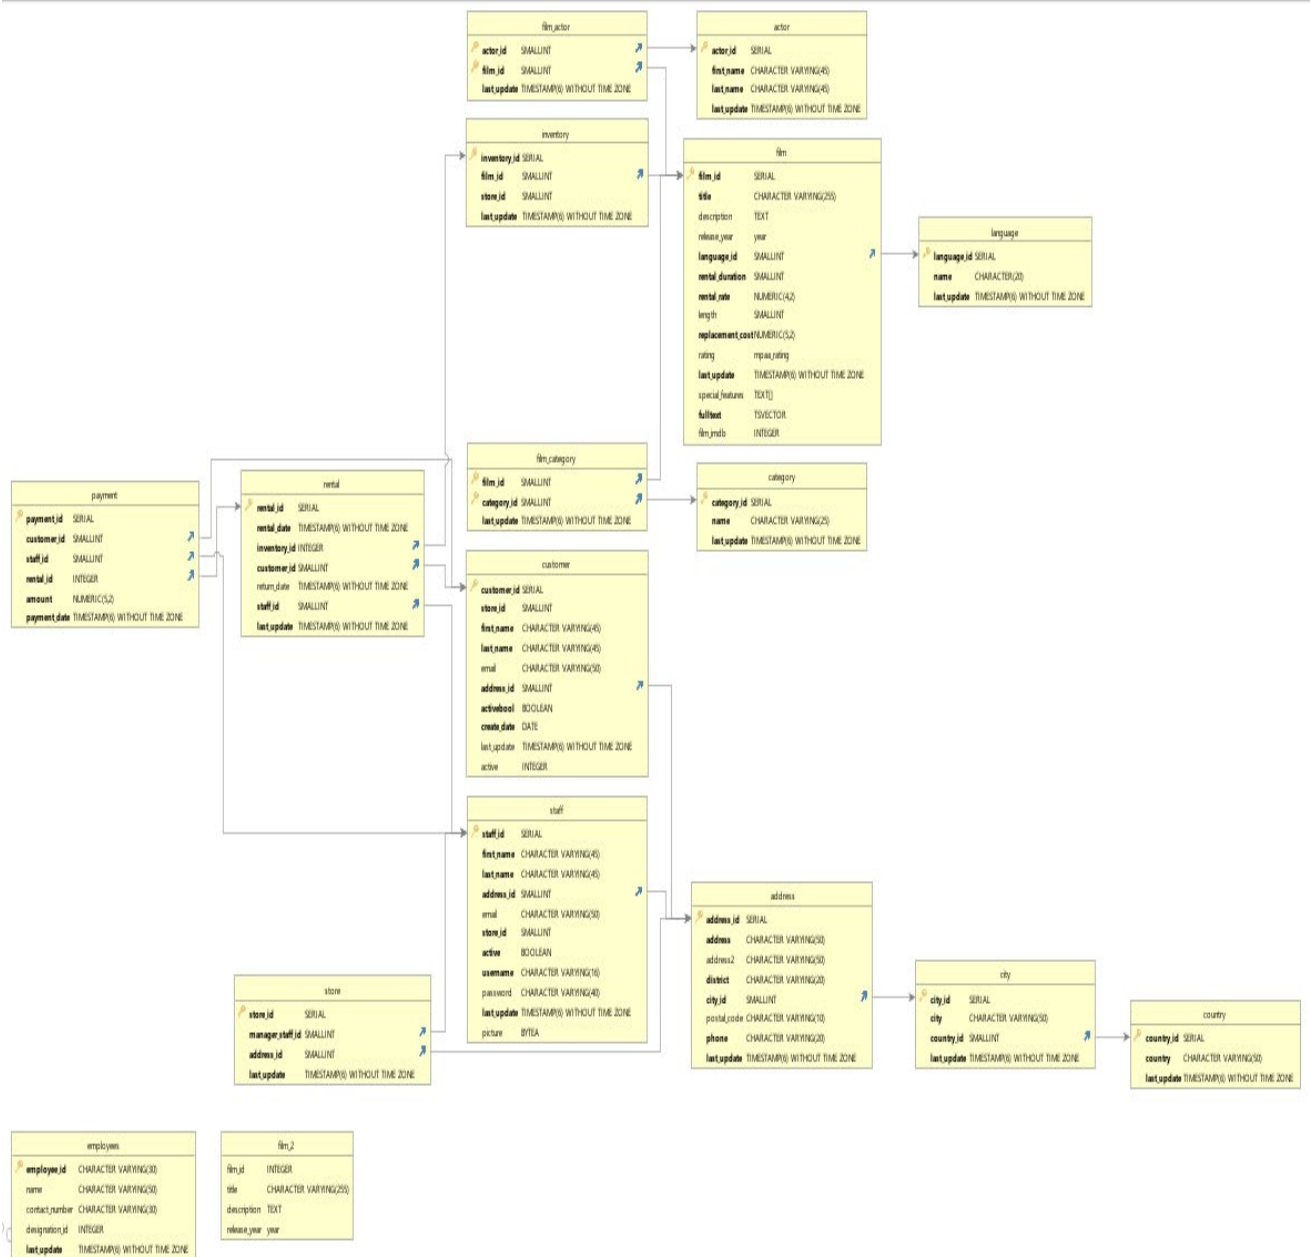 film_actor
actor_id SMALLINT
film_id SMALLINT
last_update TIMESTAMP(6) WITHOUT TIME ZONE
actor
actor_id SERIAL
first_name CHARACTER VARYING(45)
last_name CHARACTER VARYING(45)
last_update TIMESTAMP(6) WITHOUT TIME ZONE
inventory
inventory_id SERIAL
film_id SMALLINT
store_id SMALLINT
last_update TIMESTAMP(6) WITHOUT TIME ZONE
film
film_id SERIAL
title CHARACTER VARYING(255)
description TEXT
release_year year
language_id SMALLINT
rental_duration SMALLINT
rental_rate NUMERIC(4,2)
length SMALLINT
replacement_cost NUMERIC(5,2)
rating mpaa_rating
last_update TIMESTAMP(6) WITHOUT TIME ZONE
special_features TEXT[]
fulltext TSVECTOR
film_imdb INTEGER
language
language_id SERIAL
name CHARACTER(20)
last_update TIMESTAMP(6) WITHOUT TIME ZONE
film_category
film_id SMALLINT
category_id SMALLINT
last_update TIMESTAMP(6) WITHOUT TIME ZONE
category
category_id SERIAL
name CHARACTER VARYING(25)
last_update TIMESTAMP(6) WITHOUT TIME ZONE
payment
payment_id SERIAL
customer_id SMALLINT
staff_id SMALLINT
rental_id INTEGER
amount NUMERIC(5,2)
payment_date TIMESTAMP(6) WITHOUT TIME ZONE
rental
rental_id SERIAL
rental_date TIMESTAMP(6) WITHOUT TIME ZONE
inventory_id INTEGER
customer_id SMALLINT
return_date TIMESTAMP(6) WITHOUT TIME ZONE
staff_id SMALLINT
last_update TIMESTAMP(6) WITHOUT TIME ZONE
customer
customer_id SERIAL
store_id SMALLINT
first_name CHARACTER VARYING(45)
last_name CHARACTER VARYING(45)
email CHARACTER VARYING(50)
address_id SMALLINT
activebool BOOLEAN
create_date DATE
last_update TIMESTAMP(6) WITHOUT TIME ZONE
active INTEGER
staff
staff_id SERIAL
first_name CHARACTER VARYING(45)
last_name CHARACTER VARYING(45)
address_id SMALLINT
email CHARACTER VARYING(50)
store_id SMALLINT
active BOOLEAN
username CHARACTER VARYING(16)
password CHARACTER VARYING(40)
last_update TIMESTAMP(6) WITHOUT TIME ZONE
picture BYTEA
address
address_id SERIAL
address CHARACTER VARYING(50)
address2 CHARACTER VARYING(50)
district CHARACTER VARYING(20)
city_id SMALLINT
postal_code CHARACTER VARYING(10)
phone CHARACTER VARYING(20)
last_update TIMESTAMP(6) WITHOUT TIME ZONE
city
city_id SERIAL
city CHARACTER VARYING(50)
country_id SMALLINT
last_update TIMESTAMP(6) WITHOUT TIME ZONE
country
country_id SERIAL
country CHARACTER VARYING(50)
last_update TIMESTAMP(6) WITHOUT TIME ZONE
store
store_id SERIAL
manager_staff_id SMALLINT
address_id SMALLINT
last_update TIMESTAMP(6) WITHOUT TIME ZONE
employees
employee_id CHARACTER VARYING(30)
name CHARACTER VARYING(50)
contact_number CHARACTER VARYING(30)
designation_id INTEGER
last_update TIMESTAMP(6) WITHOUT TIME ZONE
film_2
film_id INTEGER
title CHARACTER VARYING(255)
description TEXT
release_year year